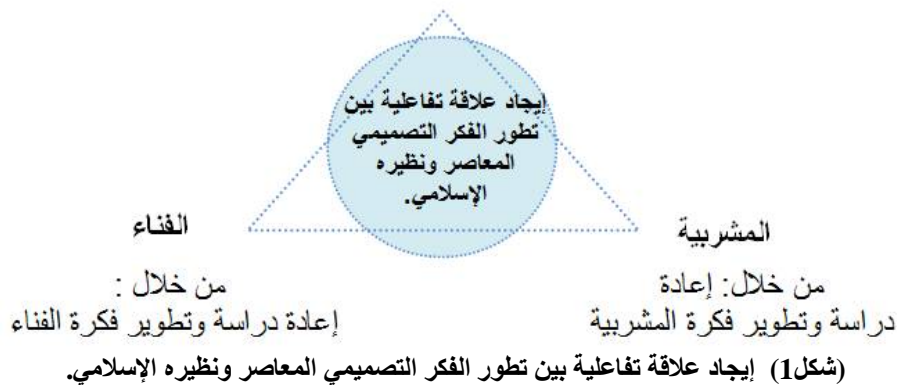 إيجاد علاقة تفاعلية بين
تطور الفكر التصميمي
المعاصر ونظيره
الإسلامي.
المشربية
من خلال: إعادة
دراسة وتطوير فكرة المشربية
الفناء
من خلال :
إعادة دراسة وتطوير فكرة الفناء
(شكل1) إيجاد علاقة تفاعلية بين تطور الفكر التصميمي المعاصر ونظيره الإسلامي.